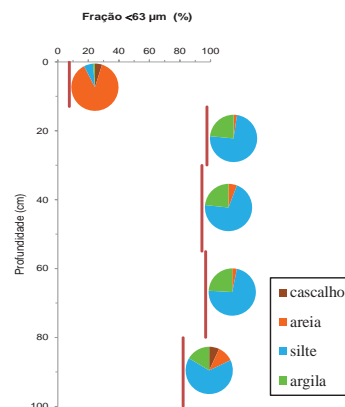 Fração <63 µm (%)
0 20 40 60 80 100
0
20
40
60
80
100
Profundidade (cm)
cascalho
areia
silte
argila